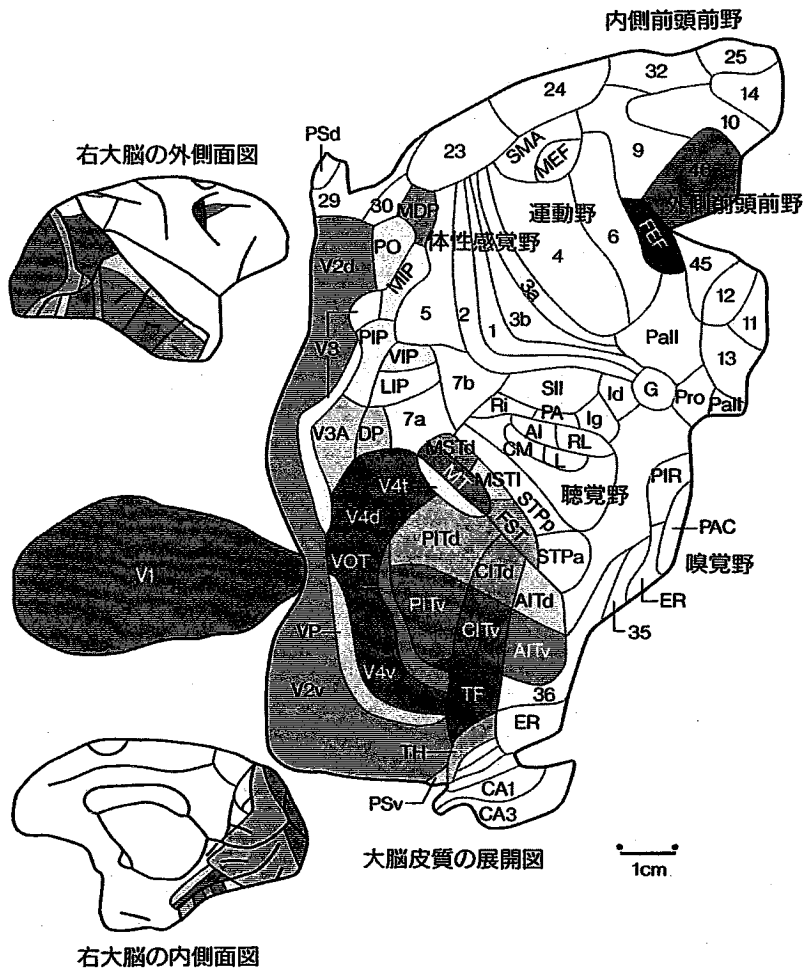 内側前頭前野
25
32
14
24
10
PSd
右大脳の外側面図
23
SMA
MEF
9
46
外側前頭前野
29
30
MDP
体性感覚野
運動野
6
FEF
PO
V2d
MIP
4
45
3a
12
5
2
1
3b
11
V3
PIP
Pall
VIP
13
LIP
7b
SII
Id
G
Pro
Pall
Ri
PA
Ig
7a
AI
RL
V3A
DP
CM
L
MSTd
MT
MSTl
STPp
聴覚野
PIR
V4t
V4d
FST
PAC
PITd
STPa
嗅覚野
VOT
CITd
V1
AITd
ER
PITv
CITv
35
VP
AITv
V4v
V2v
TF
36
ER
TH
PSv
CA1
CA3
大脳皮質の展開図
1cm
右大脳の内側面図